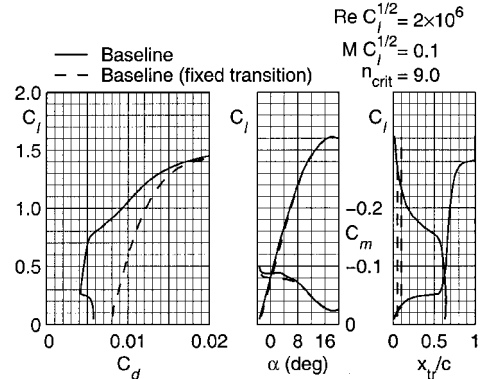 Re C_l^1/2 = 2×10^6
M C_l^1/2 = 0.1
n_crit = 9.0
Baseline
Baseline (fixed transition)
2.0
C_l
1.5
1.0
0.5
0
0
0.01
0.02
C_d
C_l
-0.2
C_m
-0.1
0
0
8
16
α (deg)
C_l
0
0.5
1
x_tr/c